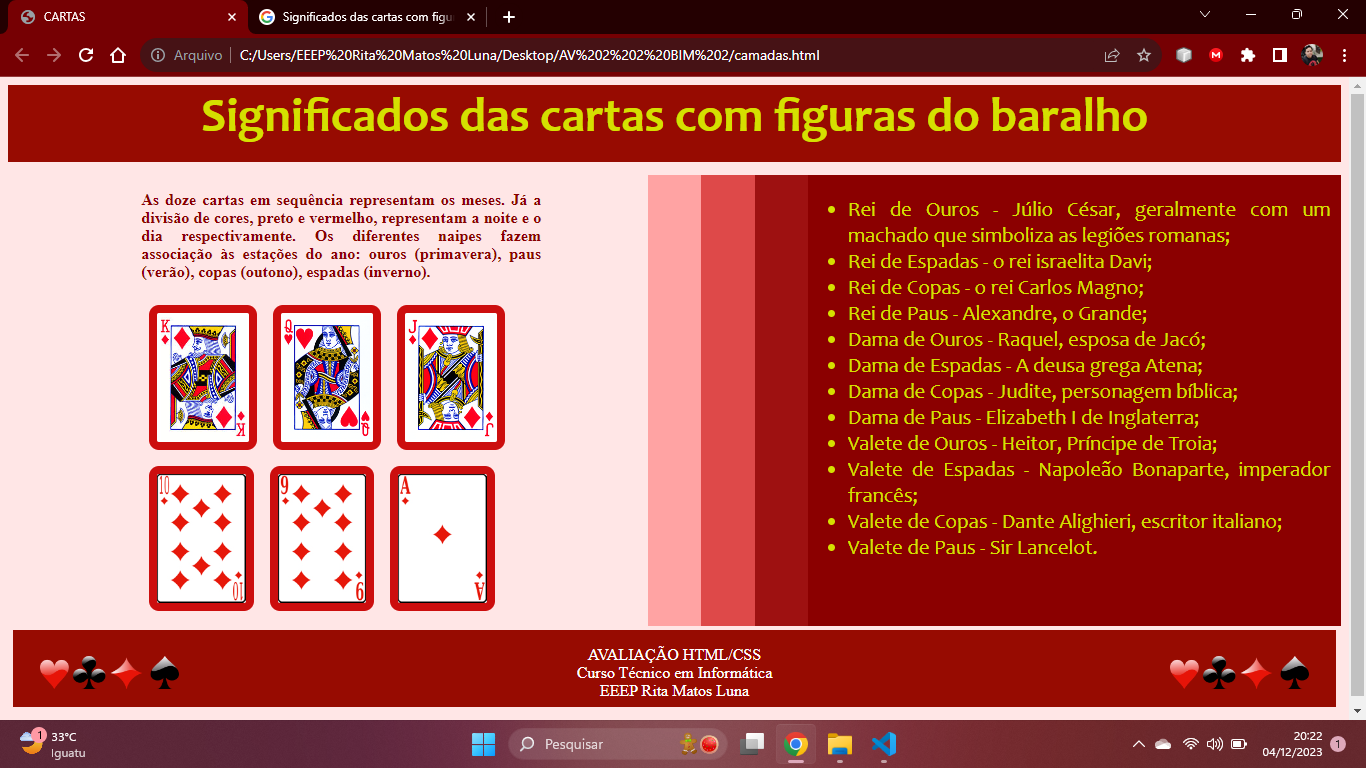 CARTAS
Significados das cartas com figu
Arquivo
C:/Users/EEEP%20Rita%20Matos%20Luna/Desktop/AV%202%202%20BIM%202/camadas.html
Significados das cartas com figuras do baralho
As doze cartas em sequência representam os meses. Já a
divisão de cores, preto e vermelho, representam a noite e o
dia respectivamente. Os diferentes naipes fazem
associação às estações do ano: ouros (primavera), paus
(verão), copas (outono), espadas (inverno).
K
K
Q
Q
J
J
10
10
9
9
A
A
Rei de Ouros - Júlio César, geralmente com um
machado que simboliza as legiões romanas;
Rei de Espadas - o rei israelita Davi;
Rei de Copas - o rei Carlos Magno;
Rei de Paus - Alexandre, o Grande;
Dama de Ouros - Raquel, esposa de Jacó;
Dama de Espadas - A deusa grega Atena;
Dama de Copas - Judite, personagem bíblica;
Dama de Paus - Elizabeth I de Inglaterra;
Valete de Ouros - Heitor, Príncipe de Troia;
Valete de Espadas - Napoleão Bonaparte, imperador
francês;
Valete de Copas - Dante Alighieri, escritor italiano;
Valete de Paus - Sir Lancelot.
AVALIAÇÃO HTML/CSS
Curso Técnico em Informática
EEEP Rita Matos Luna
1
33°C
Iguatu
Pesquisar
20:22
04/12/2023
1